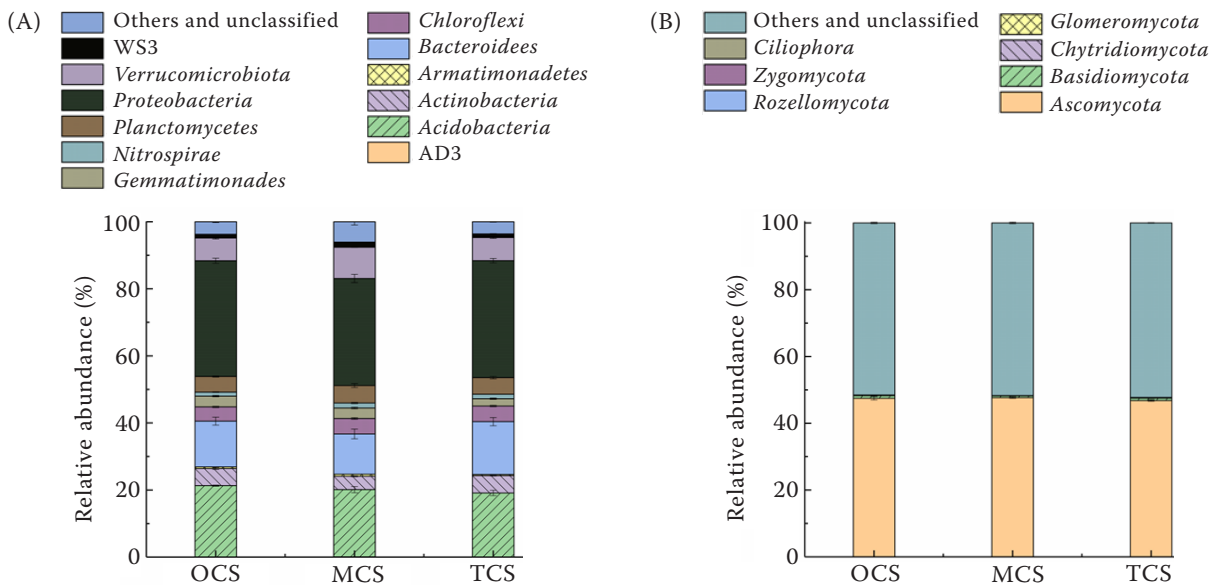 (A)
Others and unclassified
WS3
Verrucomicrobiota
Proteobacteria
Planctomycetes
Nitrospirae
Gemmatimonades
Chloroflexi
Bacteroidees
Armatimonadetes
Actinobacteria
Acidobacteria
AD3
Relative abundance (%)
100
80
60
40
20
0
OCS MCS TCS
(B)
Others and unclassified
Ciliophora
Zygomycota
Rozellomycota
Glomeromycota
Chytridiomycota
Basidiomycota
Ascomycota
Relative abundance (%)
100
80
60
40
20
0
OCS MCS TCS